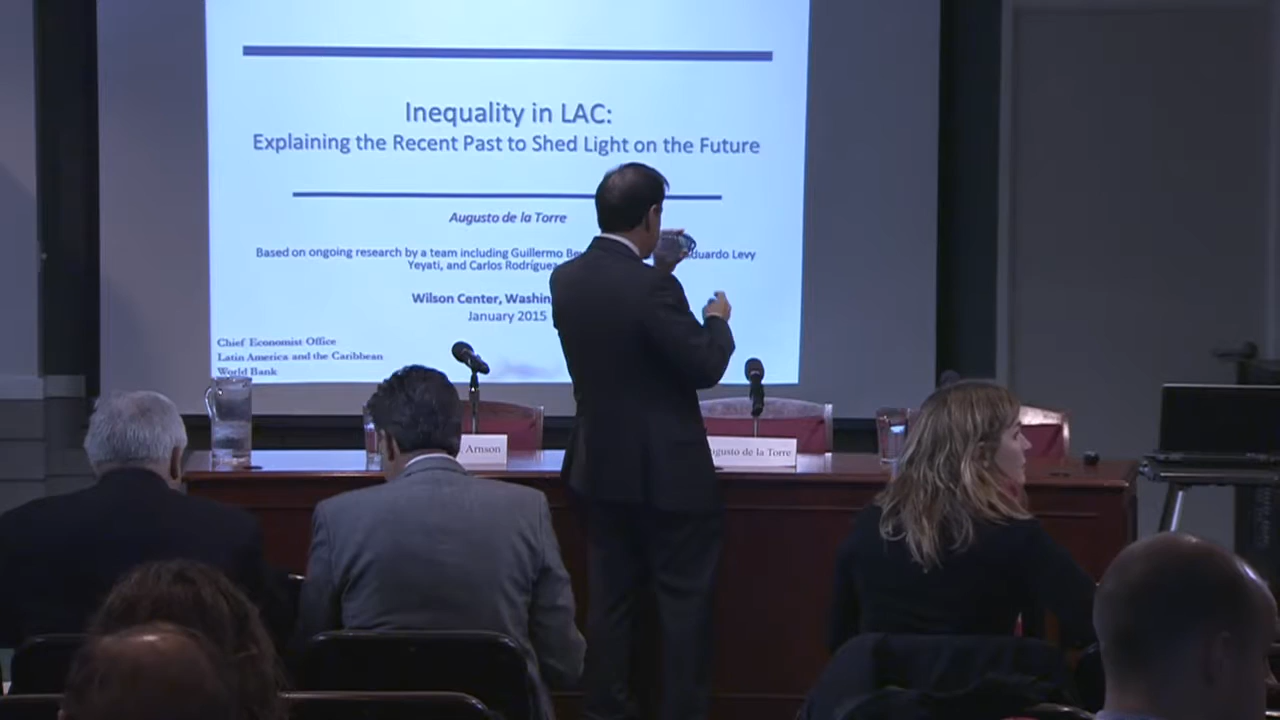 Inequality in LAC:
Explaining the Recent Past to Shed Light on the Future
Augusto de la Torre
Based on ongoing research by a team including Guillermo Eduardo Levy
Yeyati, and Carlos Rodríguez
Wilson Center,
January 2015
Chief Economist Office
Latin America and the Caribbean
World Bank
Arnson
Augusto de la Torre